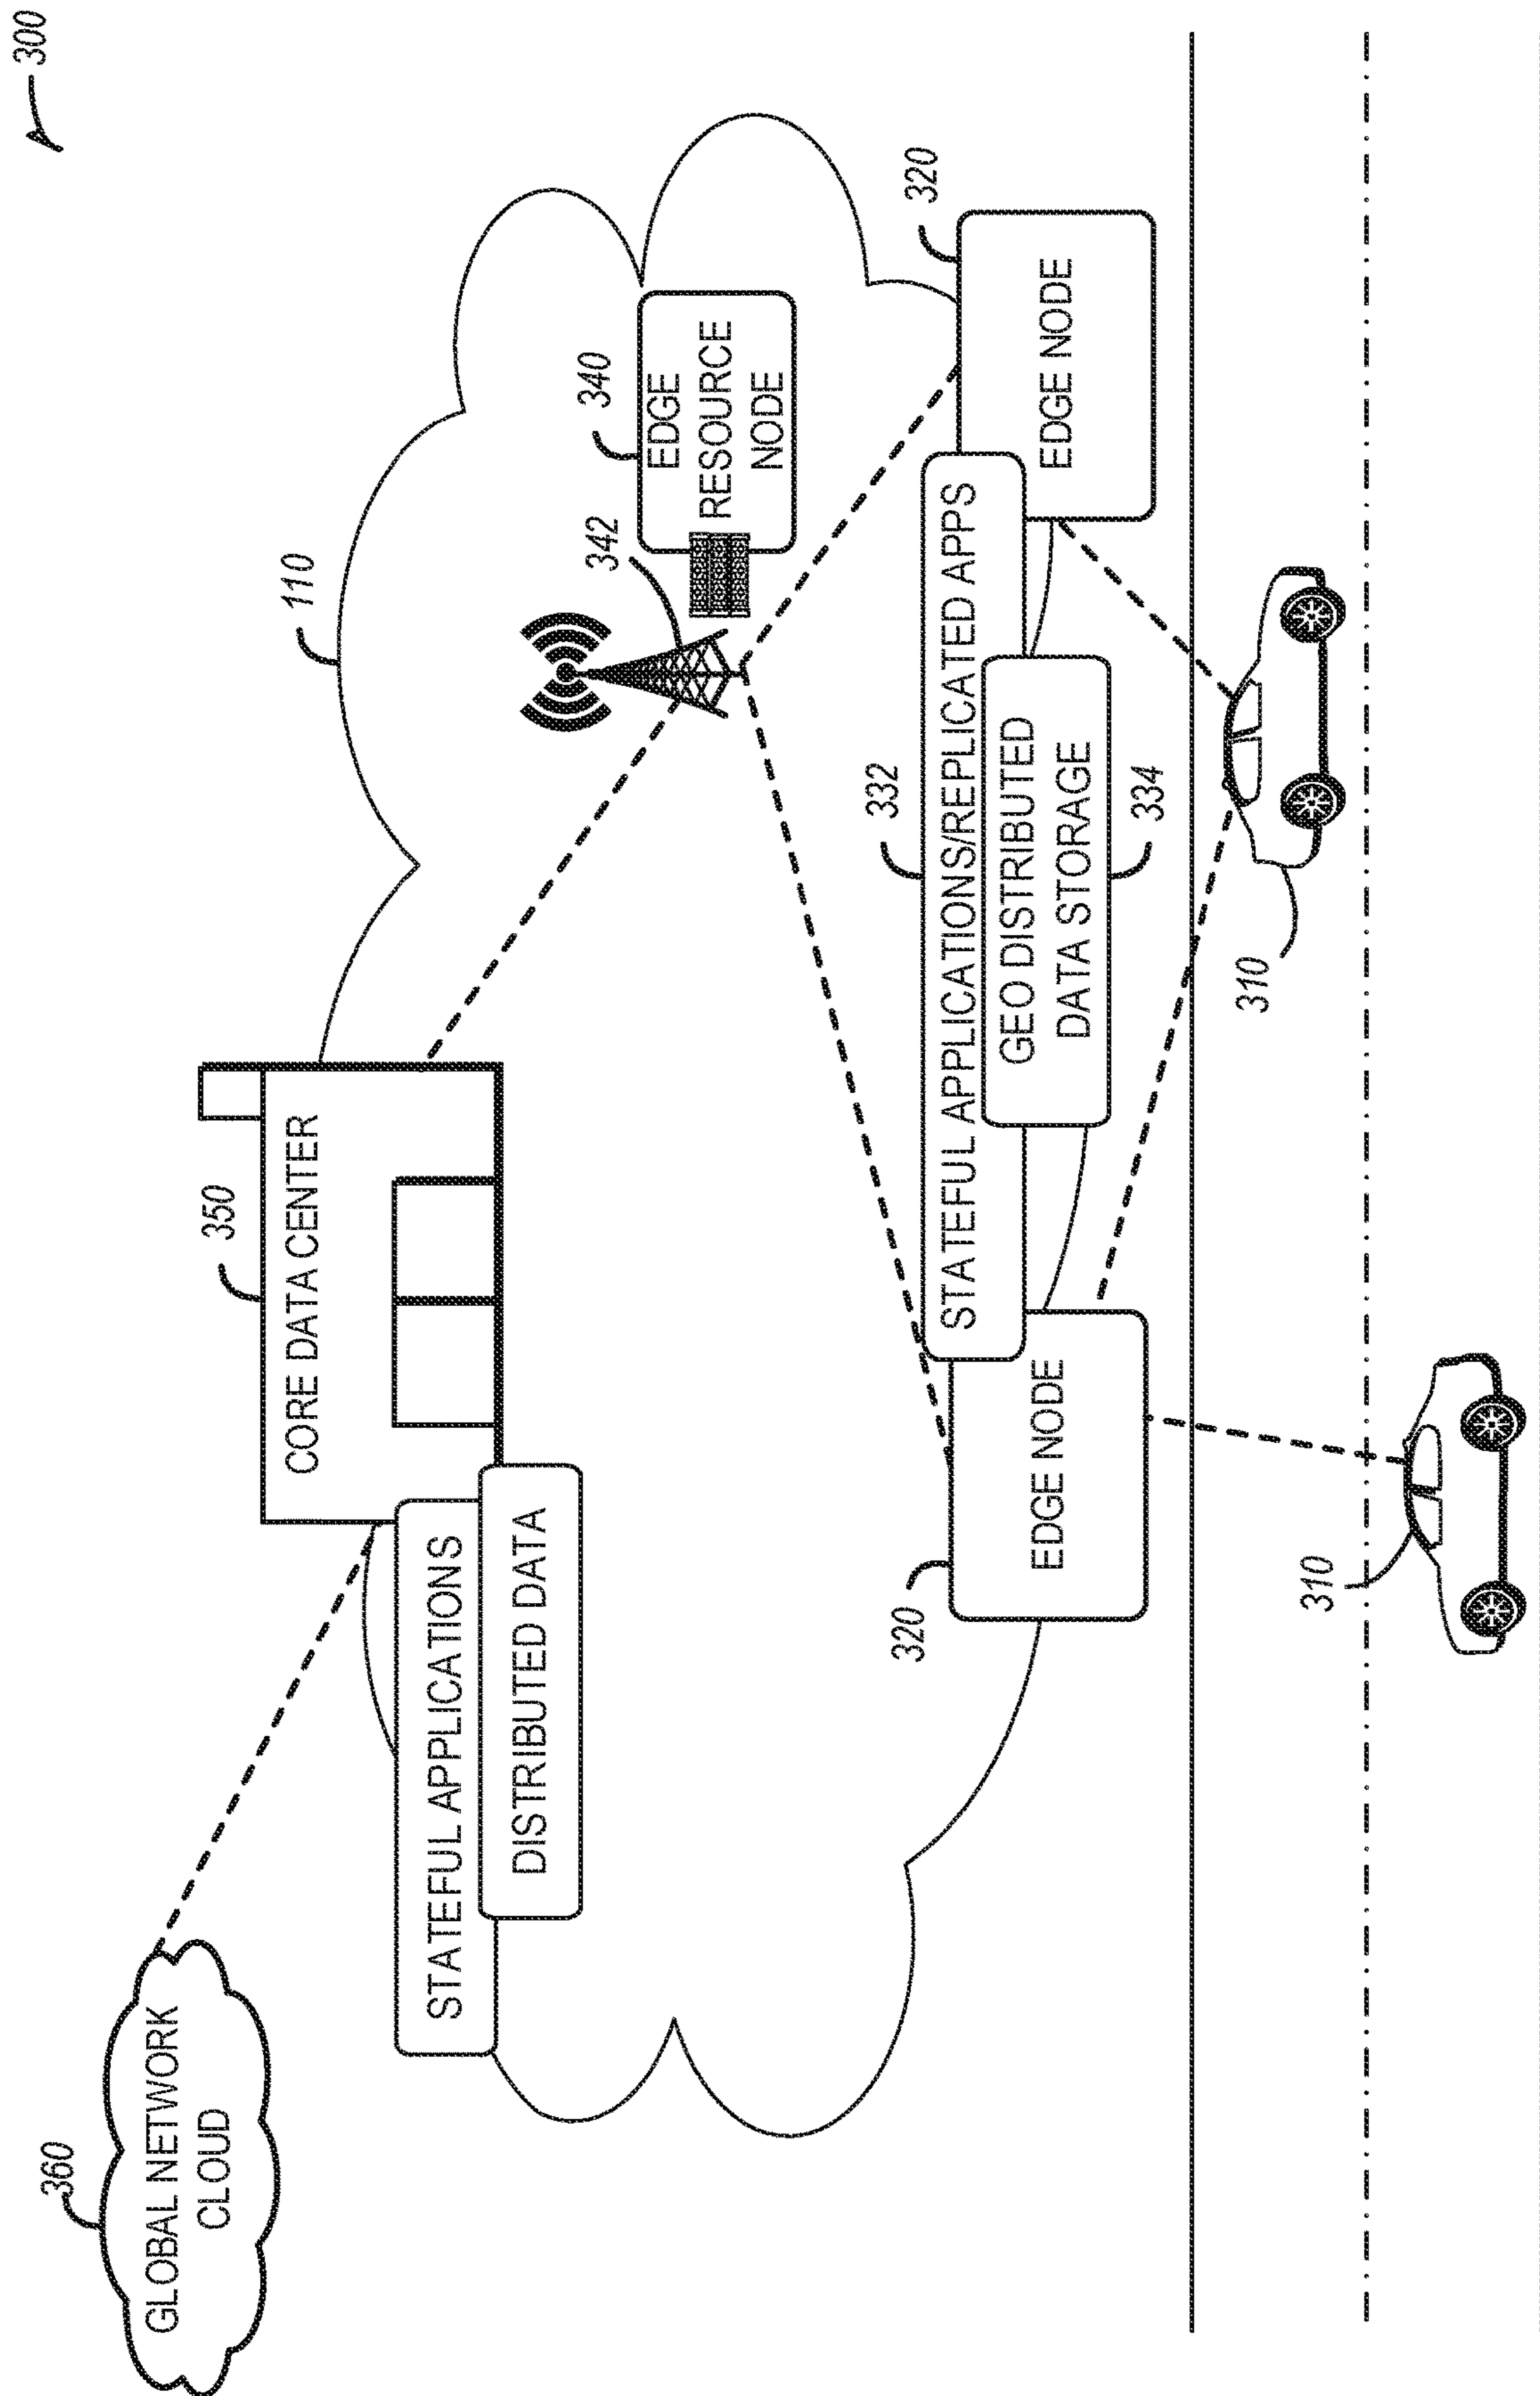 300
360
GLOBAL NETWORK
CLOUD
350
CORE DATA CENTER
STATEFUL APPLICATIONS
DISTRIBUTED DATA
110
342
340
EDGE
RESOURCE
NODE
320
EDGE NODE
332
STATEFUL APPLICATIONS/REPLICATED APPS
GEO DISTRIBUTED
DATA STORAGE
334
320
EDGE NODE
310
310